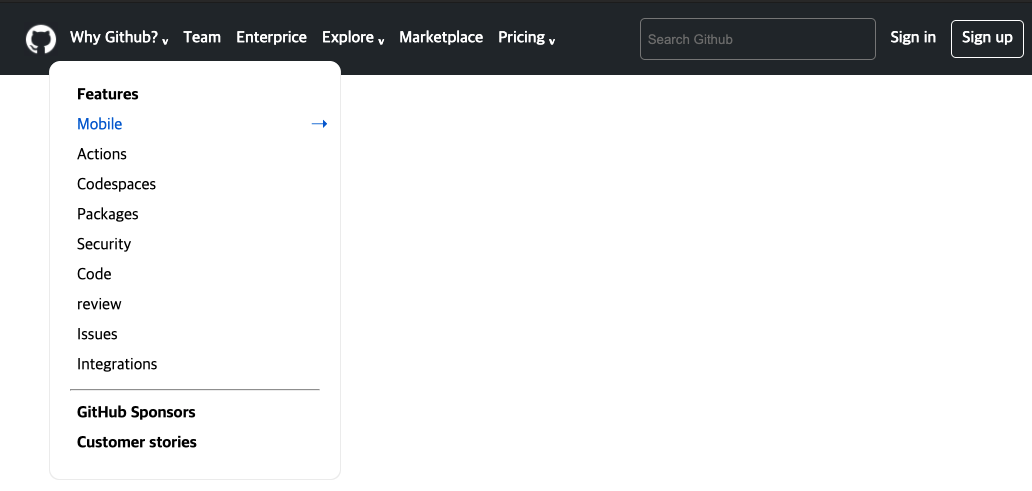 Why Github? v Team Enterprice Explore v Marketplace Pricing v Search Github Sign in Sign up
Features
Mobile →
Actions
Codespaces
Packages
Security
Code
review
Issues
Integrations
GitHub Sponsors
Customer stories